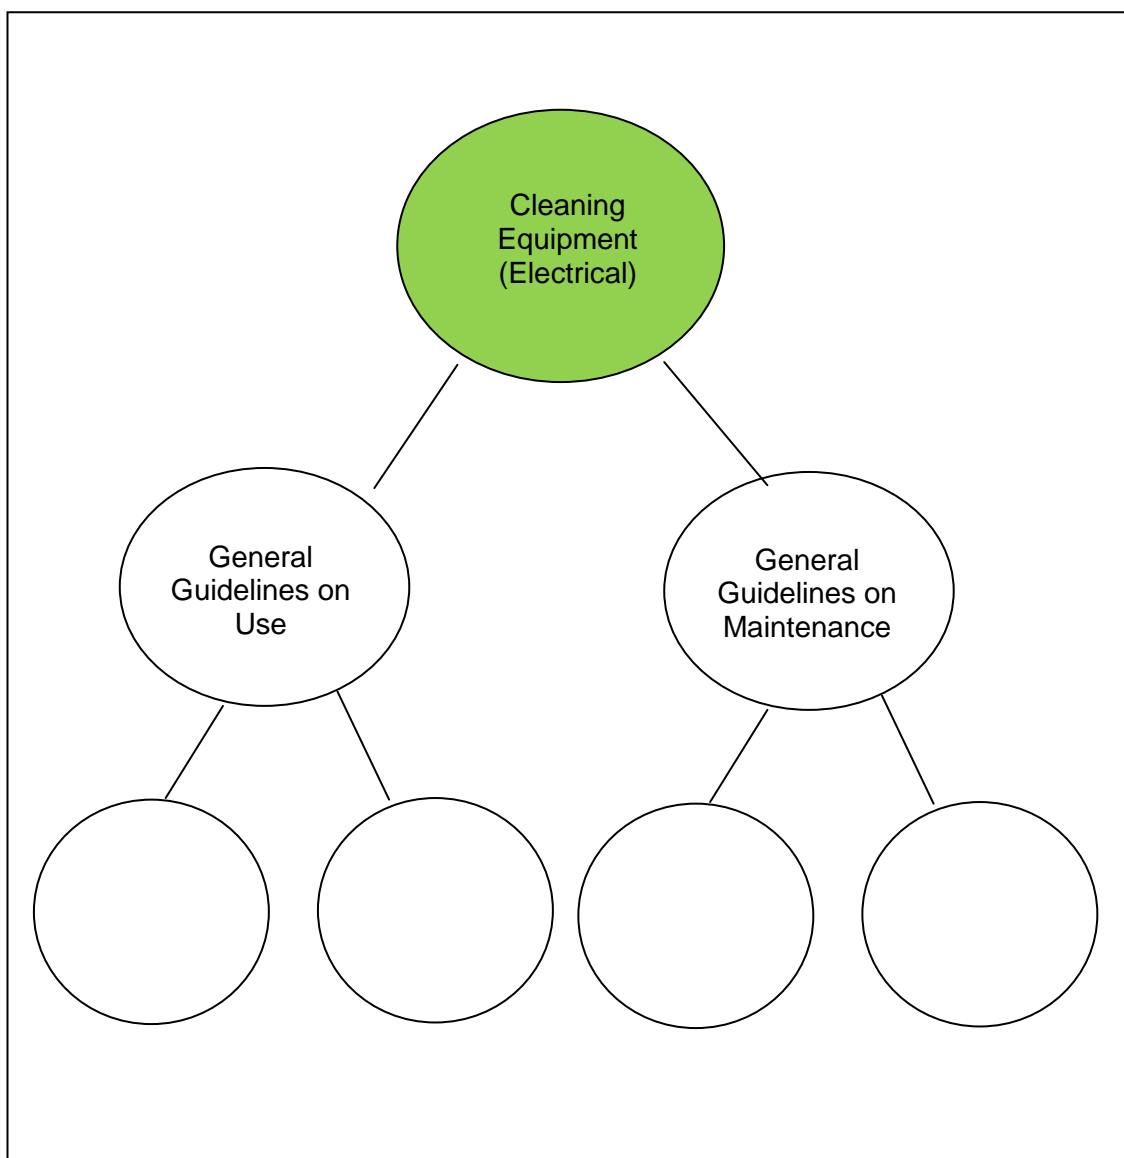 Cleaning
Equipment
(Electrical)
General
Guidelines on
Use
General
Guidelines on
Maintenance